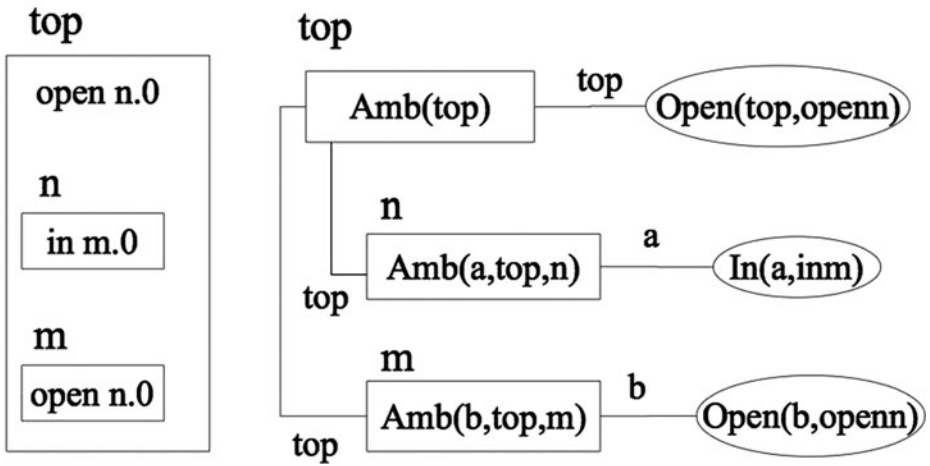 top
open n.0
n
in m.0
m
open n.0
top
Amb(top)
top
Open(top,openn)
n
Amb(a,top,n)
a
In(a,inm)
top
m
Amb(b,top,m)
b
Open(b,openn)
top